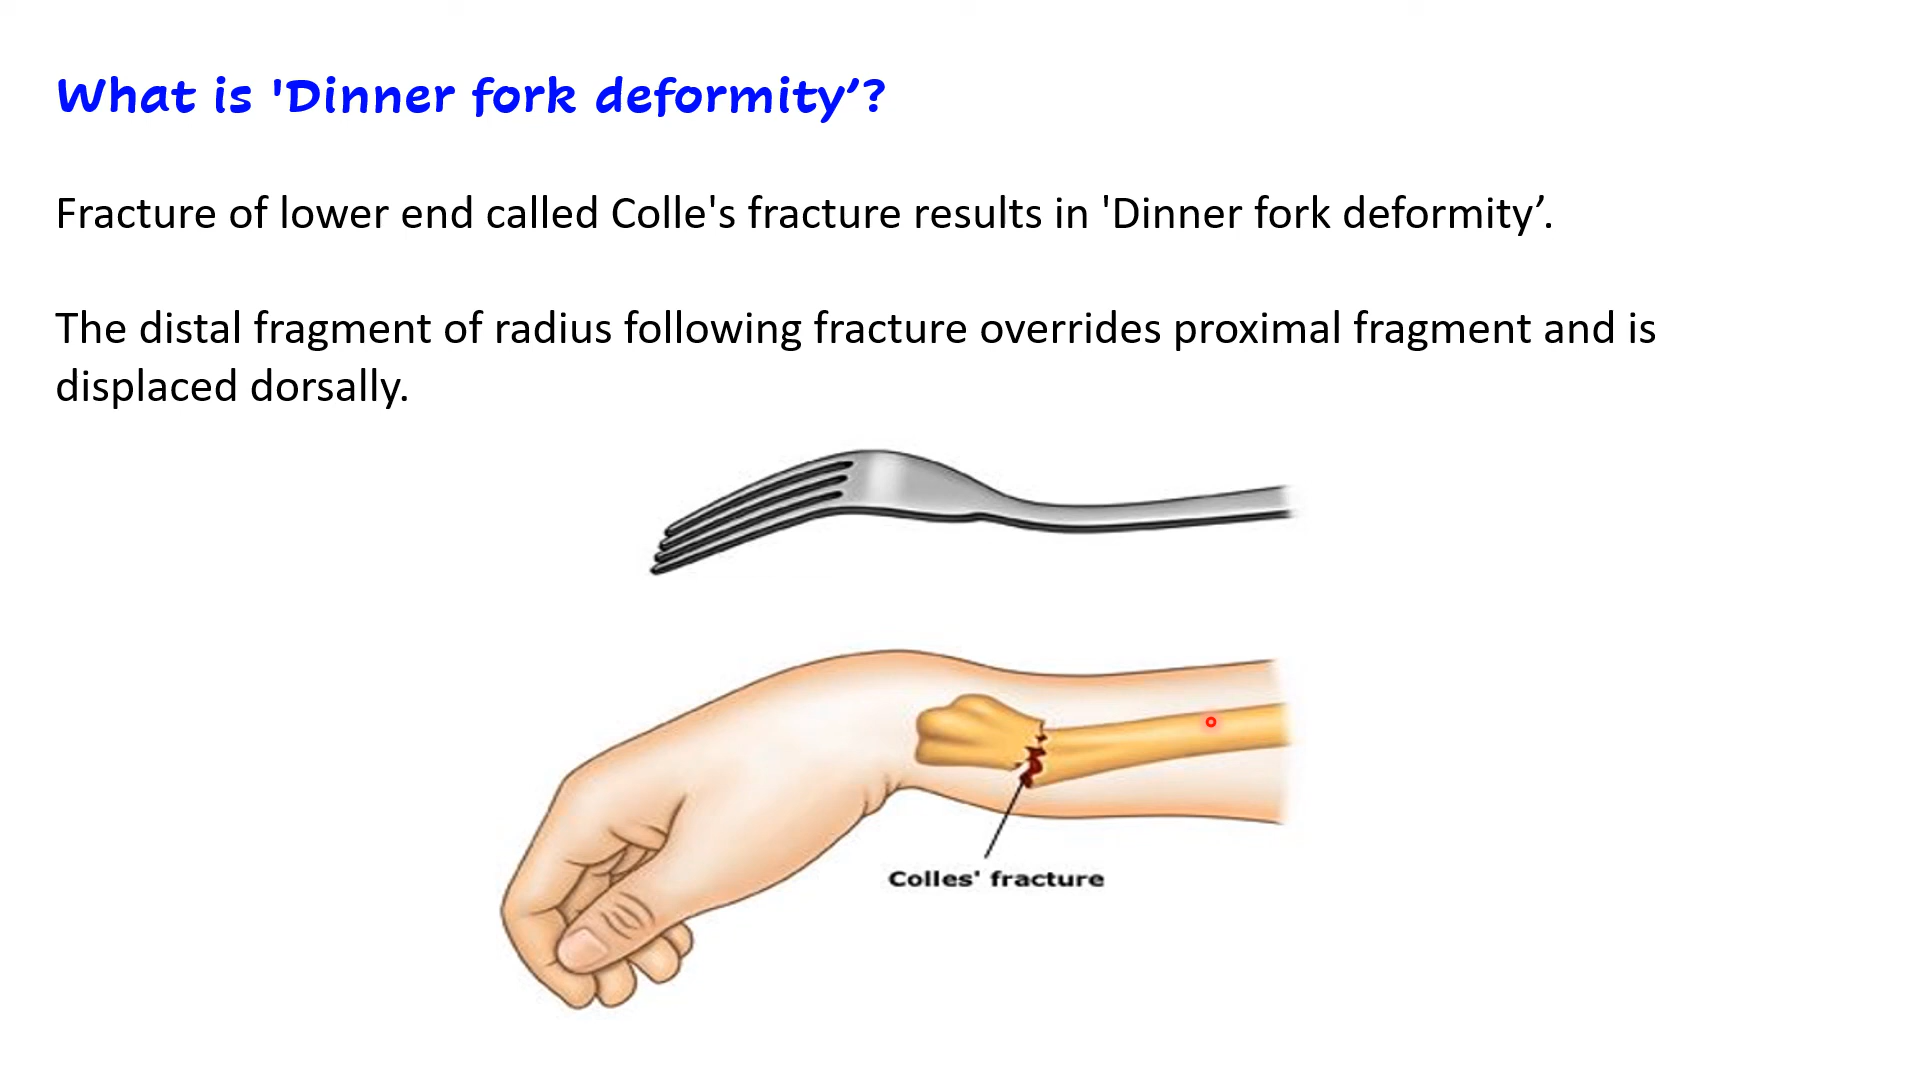 What is 'Dinner fork deformity’?
Fracture of lower end called Colle's fracture results in 'Dinner fork deformity’.
The distal fragment of radius following fracture overrides proximal fragment and is
displaced dorsally.
Colles' fracture